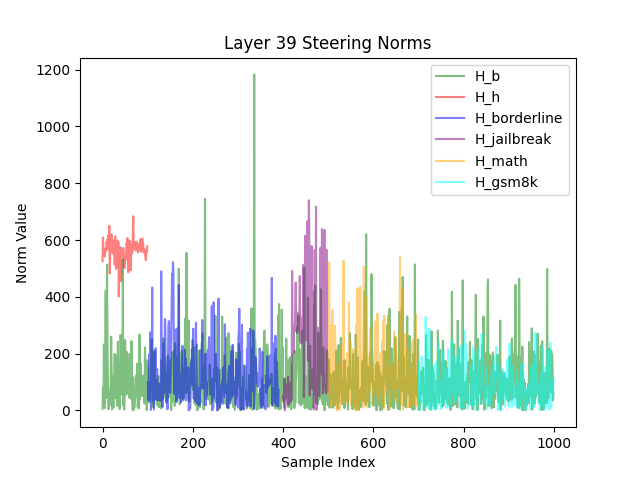 Layer 39 Steering Norms
1200
1000
800
600
400
200
0
Norm Value
H_b
H_h
H_borderline
H_jailbreak
H_math
H_gsm8k
0
200
400
600
800
1000
Sample Index